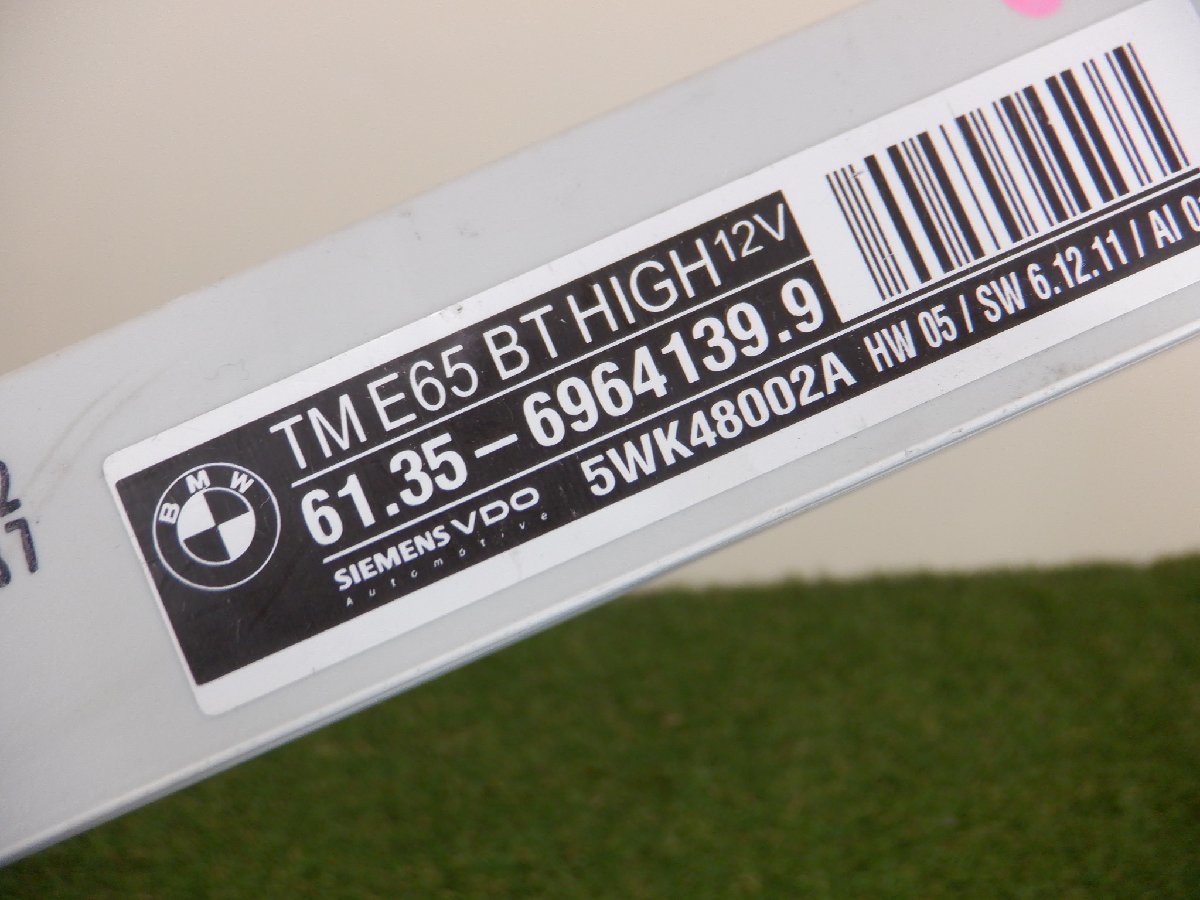 BMW
TM E65 BT HIGH 12V
61.35-6964139.9
SIEMENS VDO
Automotive
5WK48002A HW 05 / SW 6.12.11 / AI